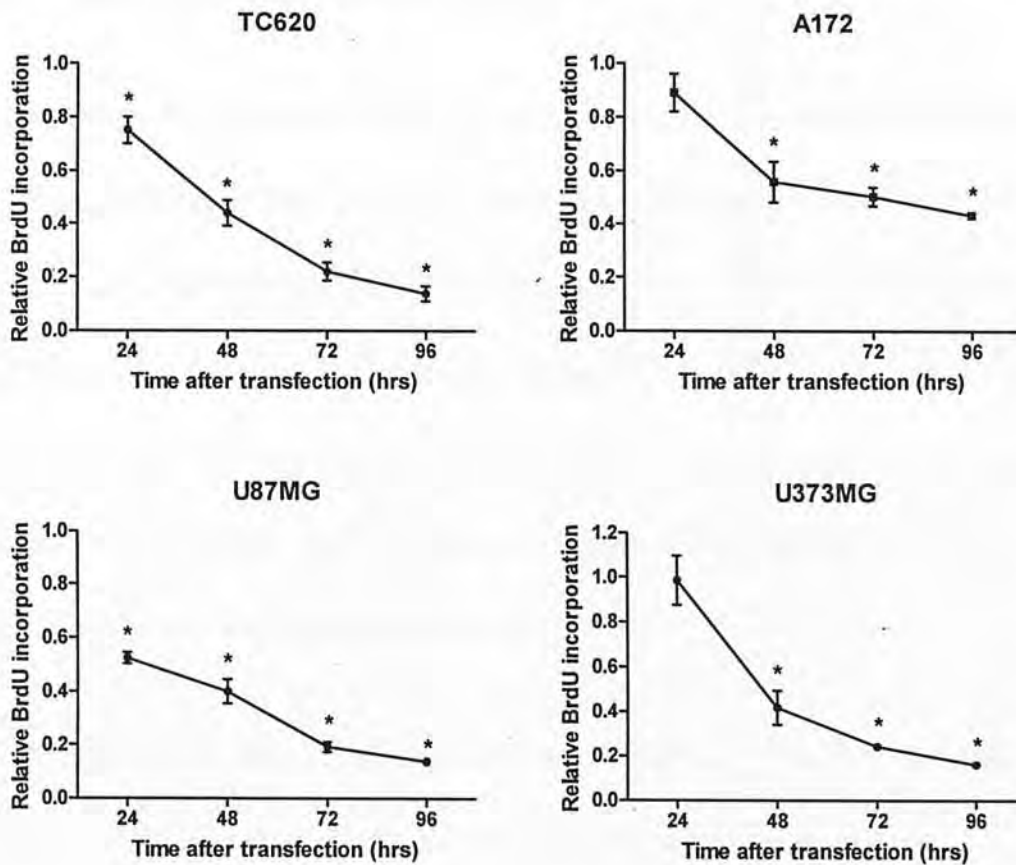 TC620
Relative BrdU incorporation
1.0
0.8
0.6
0.4
0.2
0.0
*
*
*
*
24 48 72 96
Time after transfection (hrs)
A172
Relative BrdU incorporation
1.0
0.8
0.6
0.4
0.2
0.0
*
*
*
24 48 72 96
Time after transfection (hrs)
U87MG
Relative BrdU incorporation
1.0
0.8
0.6
0.4
0.2
0.0
*
*
*
*
24 48 72 96
Time after transfection (hrs)
U373MG
Relative BrdU incorporation
1.2
1.0
0.8
0.6
0.4
0.2
0.0
*
*
*
24 48 72 96
Time after transfection (hrs)